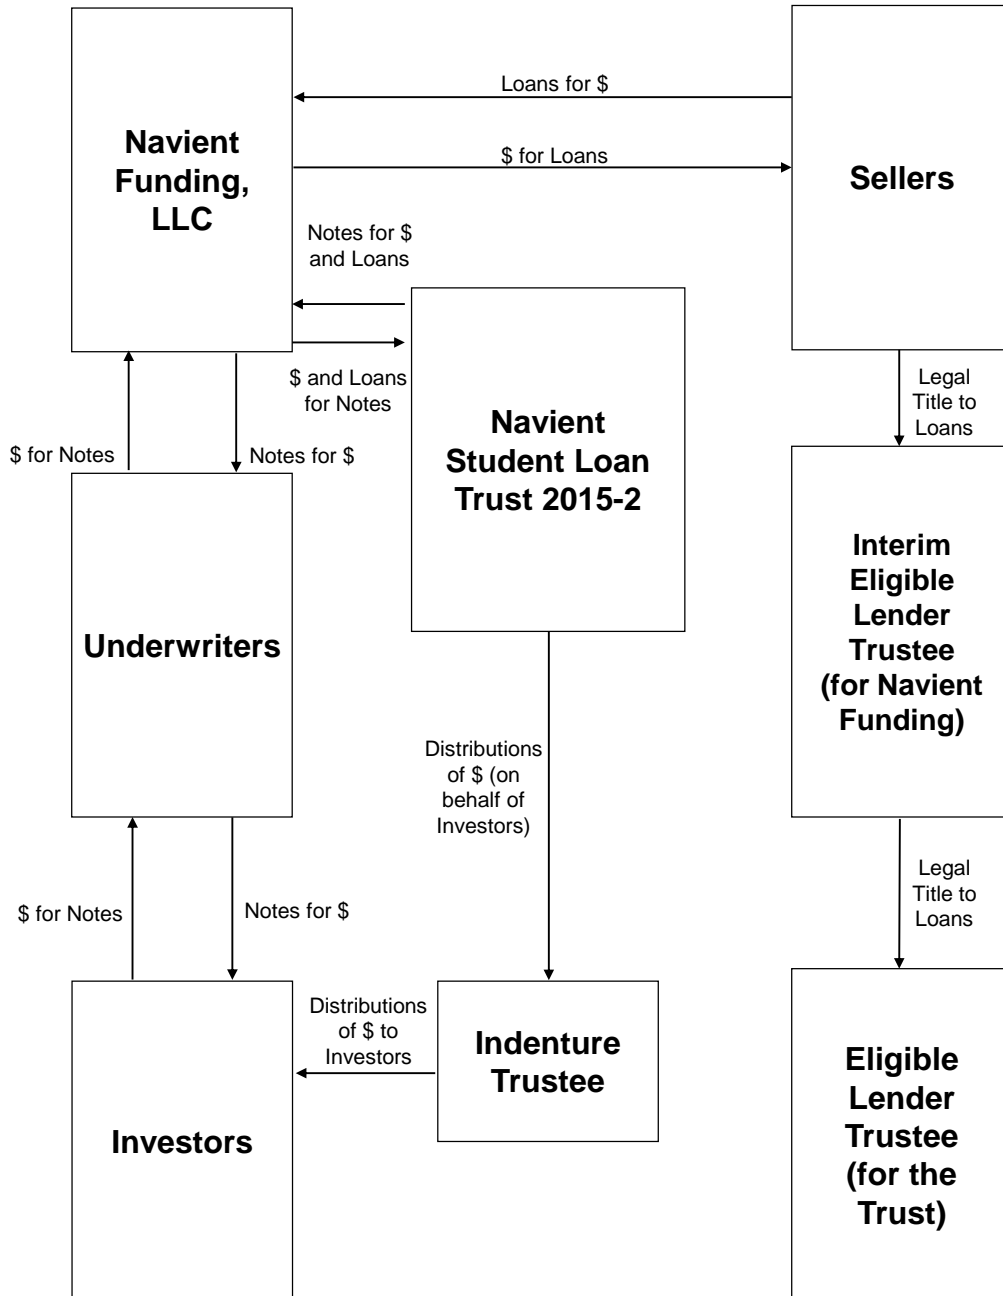 Loans for $
Navient
Funding,
LLC
$ for Loans
Sellers
Notes for $
and Loans
$ and Loans
for Notes
Legal
Title to
Loans
$ for Notes
Notes for $
Navient
Student Loan
Trust 2015-2
Underwriters
Interim
Eligible
Lender
Trustee
(for Navient
Funding)
Distributions
of $ (on
behalf of
Investors)
Legal
Title to
Loans
$ for Notes
Notes for $
Distributions
of $ to
Investors
Indenture
Trustee
Investors
Eligible
Lender
Trustee
(for the
Trust)